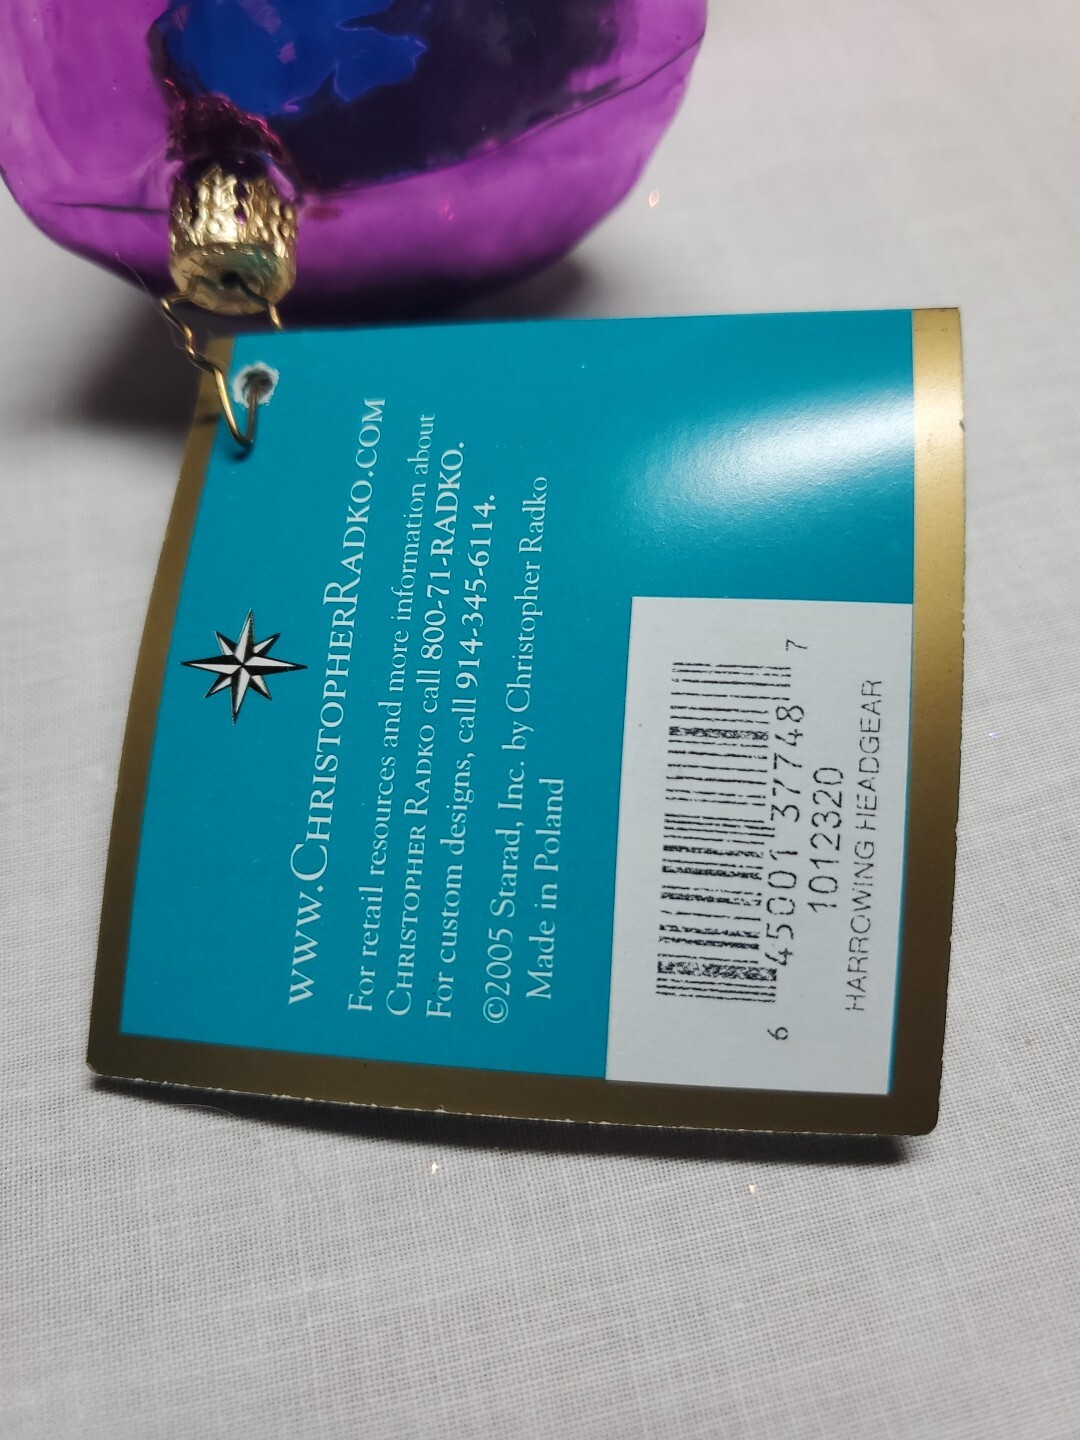 www.ChristopherRadko.com
For retail resources and more information about
Christopher Radko call 800-71-RADKO.
For custom designs, call 914-345-6114.
©2005 Starad, Inc. by Christopher Radko
Made in Poland
6 45001 37748 7
1012320
HARROWING HEADGEAR